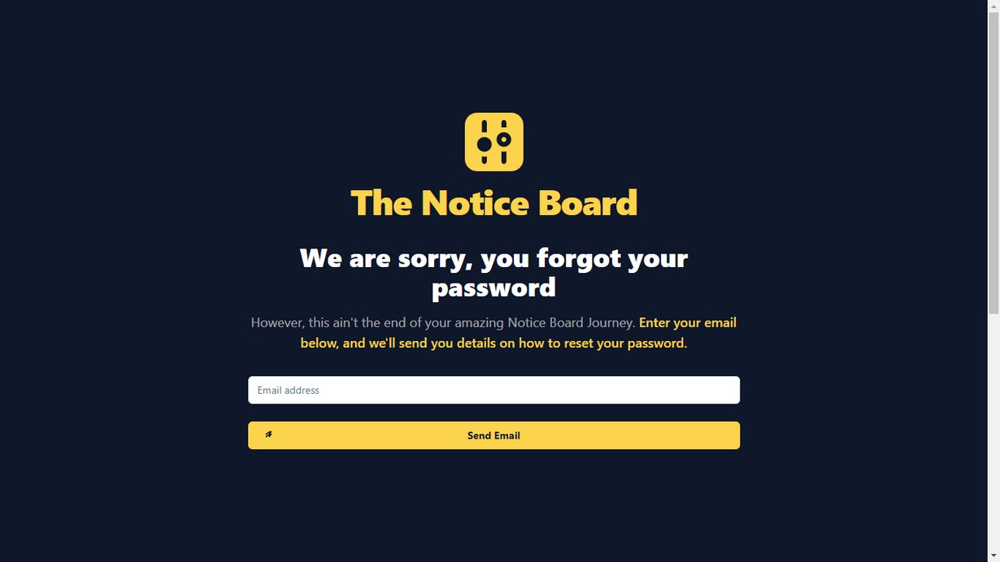 The Notice Board
We are sorry, you forgot your
password
However, this ain't the end of your amazing Notice Board Journey. Enter your email
below, and we'll send you details on how to reset your password.
Email address
Send Email